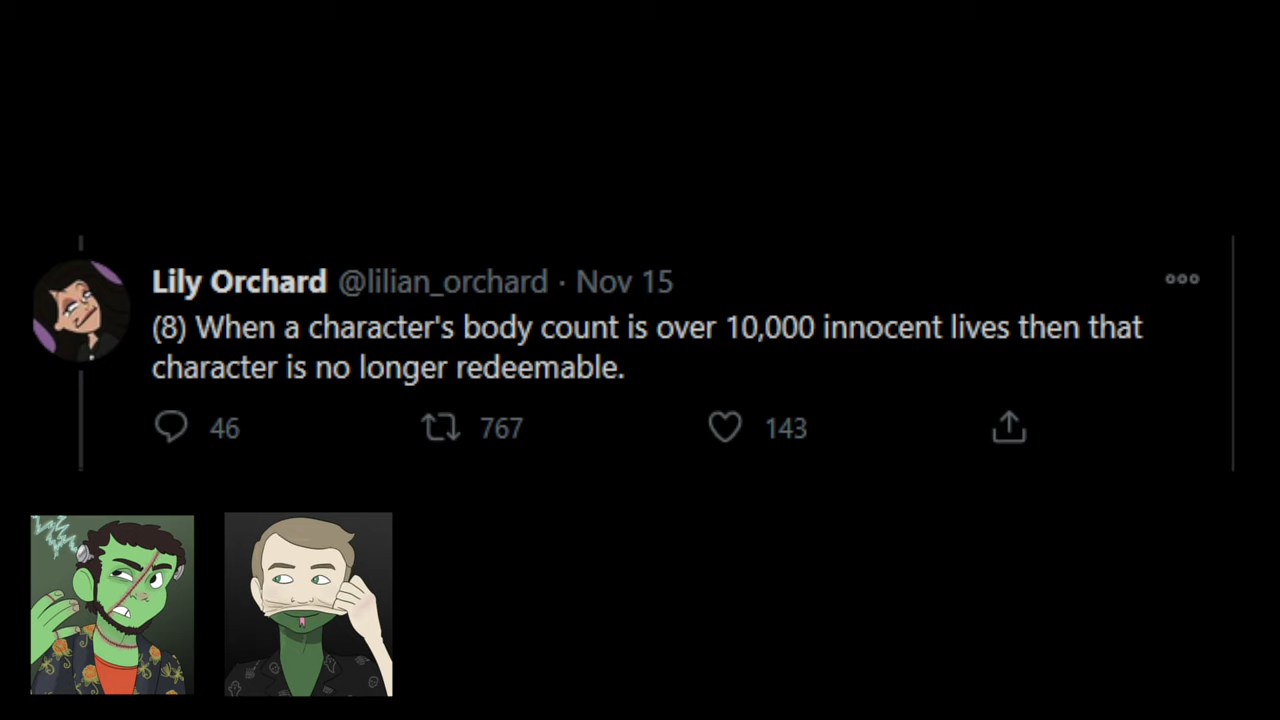 Lily Orchard @lilian_orchard · Nov 15
(8) When a character's body count is over 10,000 innocent lives then that
character is no longer redeemable.
46 767 143